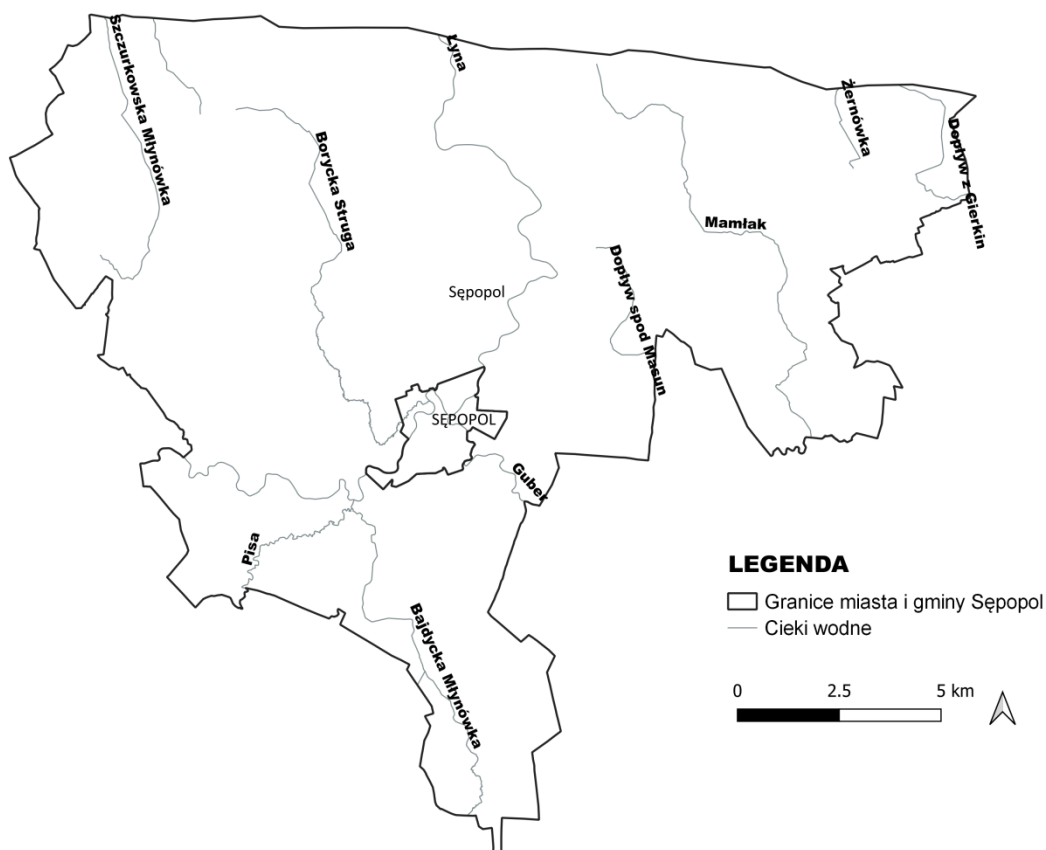 Szczurkowska Młynówka
Lyna
Żernówka
Dopływ z Gierkin
Borycka Struga
Mamłak
Sępopol
Dopływ spod Masun
SĘPOPOL
Guber
Pisa
Bajdycka Młynówka
LEGENDA
Granice miasta i gminy Sępopol
Cieki wodne
0 2.5 5 km